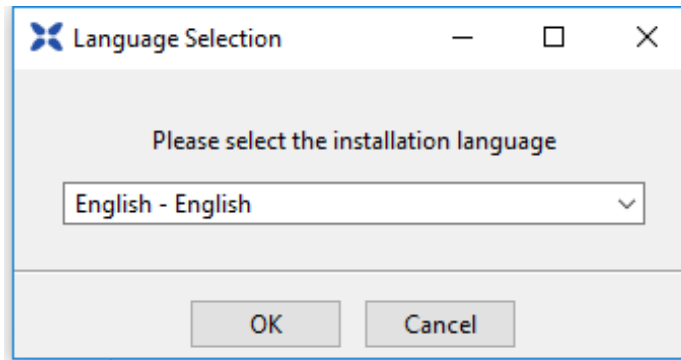 Language Selection
Please select the installation language
English - English
OK
Cancel